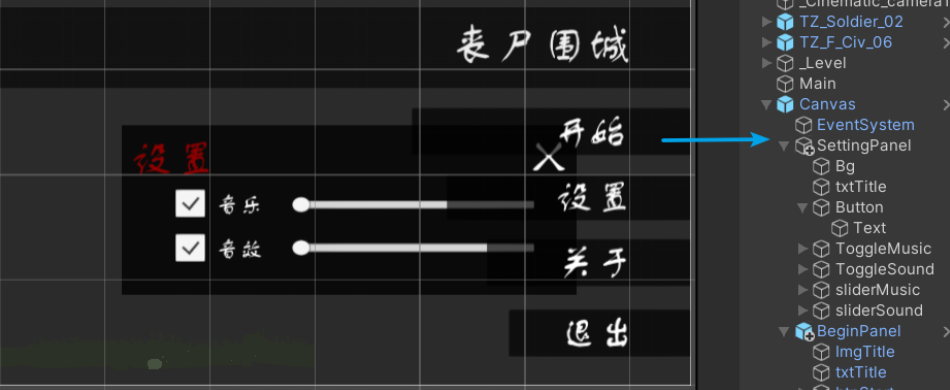 丧尸围城
开始
设置
音乐
音效
设置
关于
退出
_Cinematic_camera1
TZ_Soldier_02
TZ_F_Civ_06
_Level
Main
Canvas
EventSystem
SettingPanel
Bg
txtTitle
Button
Text
ToggleMusic
ToggleSound
sliderMusic
sliderSound
BeginPanel
ImgTitle
txtTitle